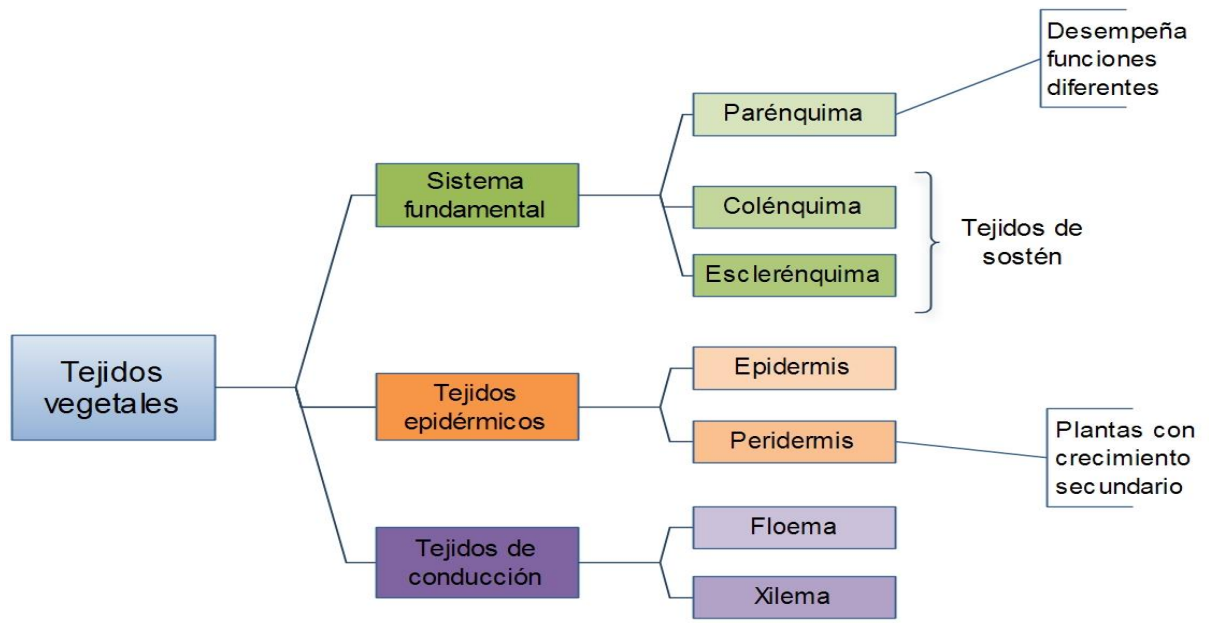 Desempeña
funciones
diferentes
Parénquima
Sistema
fundamental
Colénquima
Tejidos de
sostén
Esclerénquima
Tejidos
vegetales
Epidermis
Tejidos
epidérmicos
Peridermis
Plantas con
crecimiento
secundario
Floema
Tejidos de
conducción
Xilema